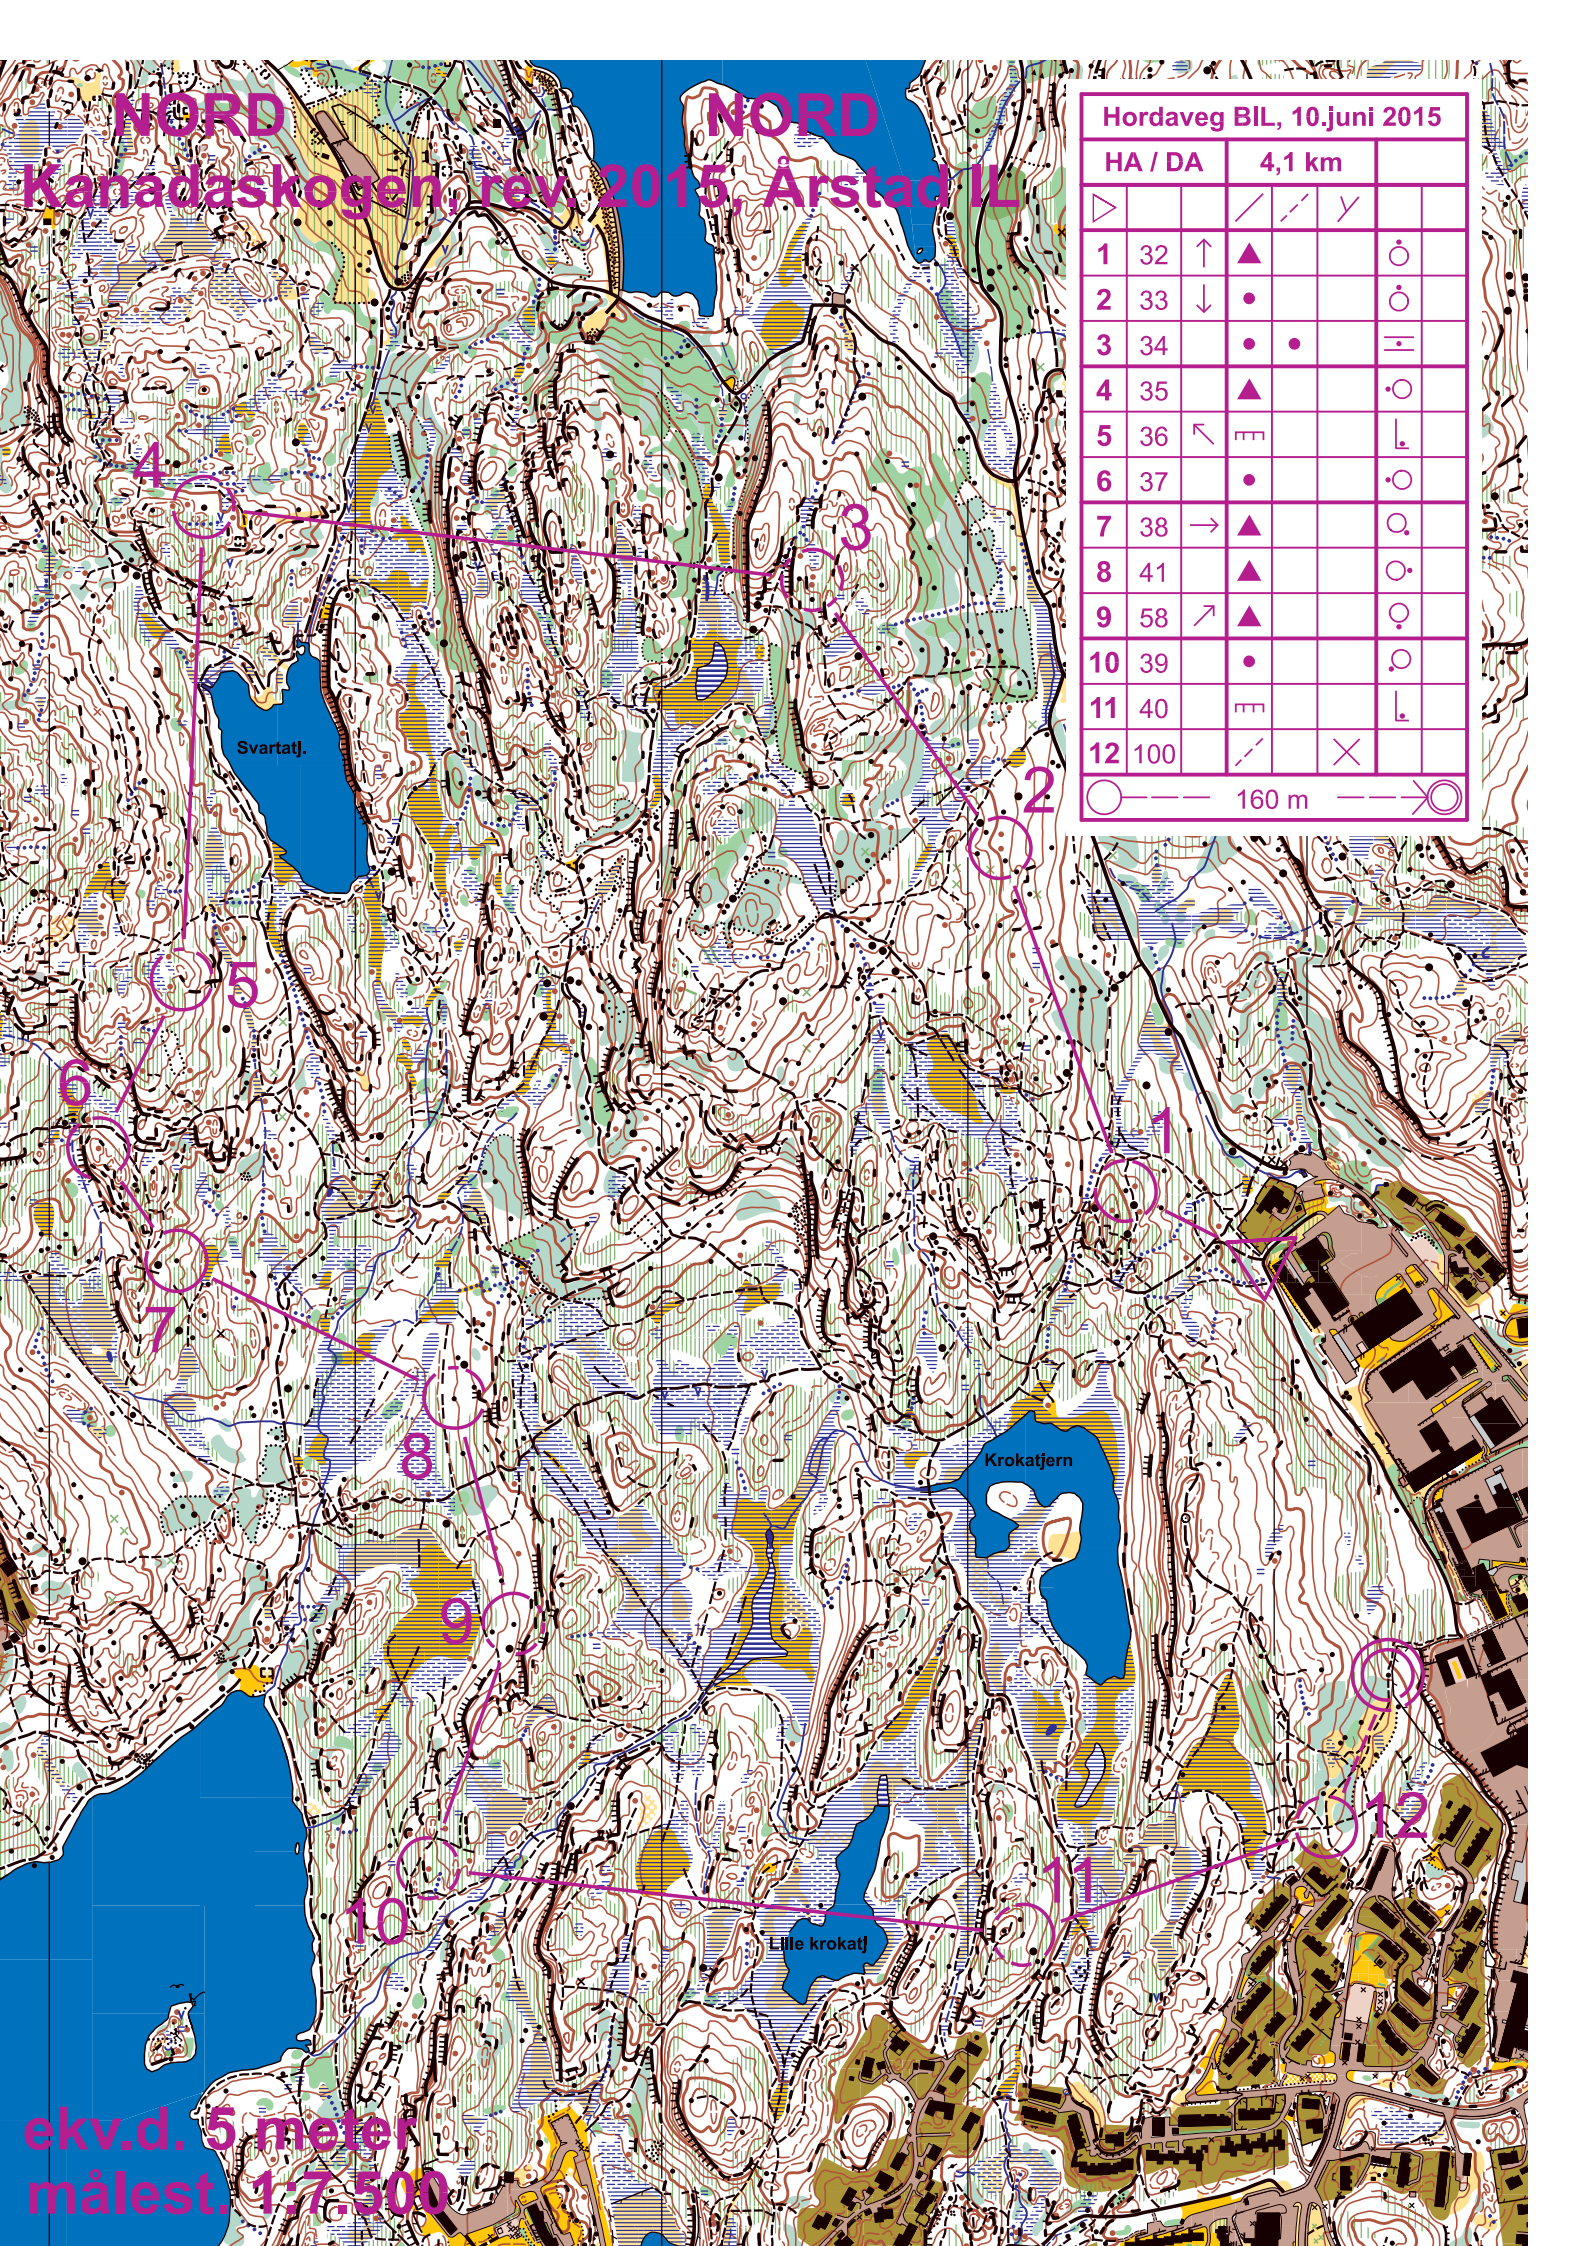 NORD NORD
Kanadaskogen, rev. 2015, Årstad IL
Hordaveg BIL, 10.juni 2015
HA / DA 4,1 km
1 32
2 33
3 34
4 35
5 36
6 37
7 38
8 41
9 58
10 39
11 40
12 100
160 m
4
3
Svartatj.
2
5
6
1
7
8
Krokatjern
9
12
11
10
Lille krokatj
ekv.d. 5 meter
målest. 1:7.500